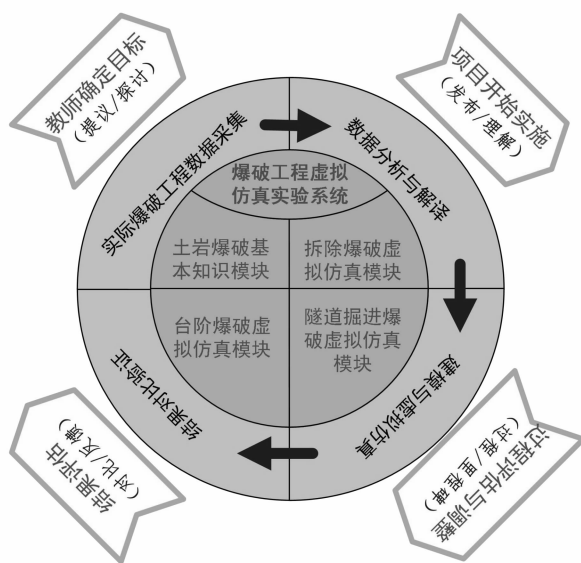 教师确定目标
(提议/探讨)
项目开始实施
(发布/理解)
实际爆破工程数据采集
数据分析与解译
爆破工程虚拟
仿真实验系统
土岩爆破基
本知识模块
拆除爆破虚
拟仿真模块
台阶爆破虚
拟仿真模块
隧道掘进爆
破虚拟仿真
模块
结果对比验证
建模与虚拟仿真
结果评估
(对比/反馈)
过程评估与调整
(过程/里程碑)